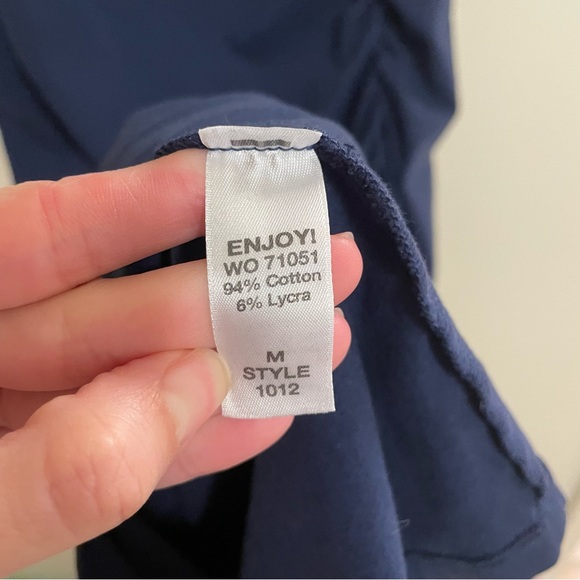 ENJOY!
WO 71051
94% Cotton
6% Lycra
M
STYLE
1012